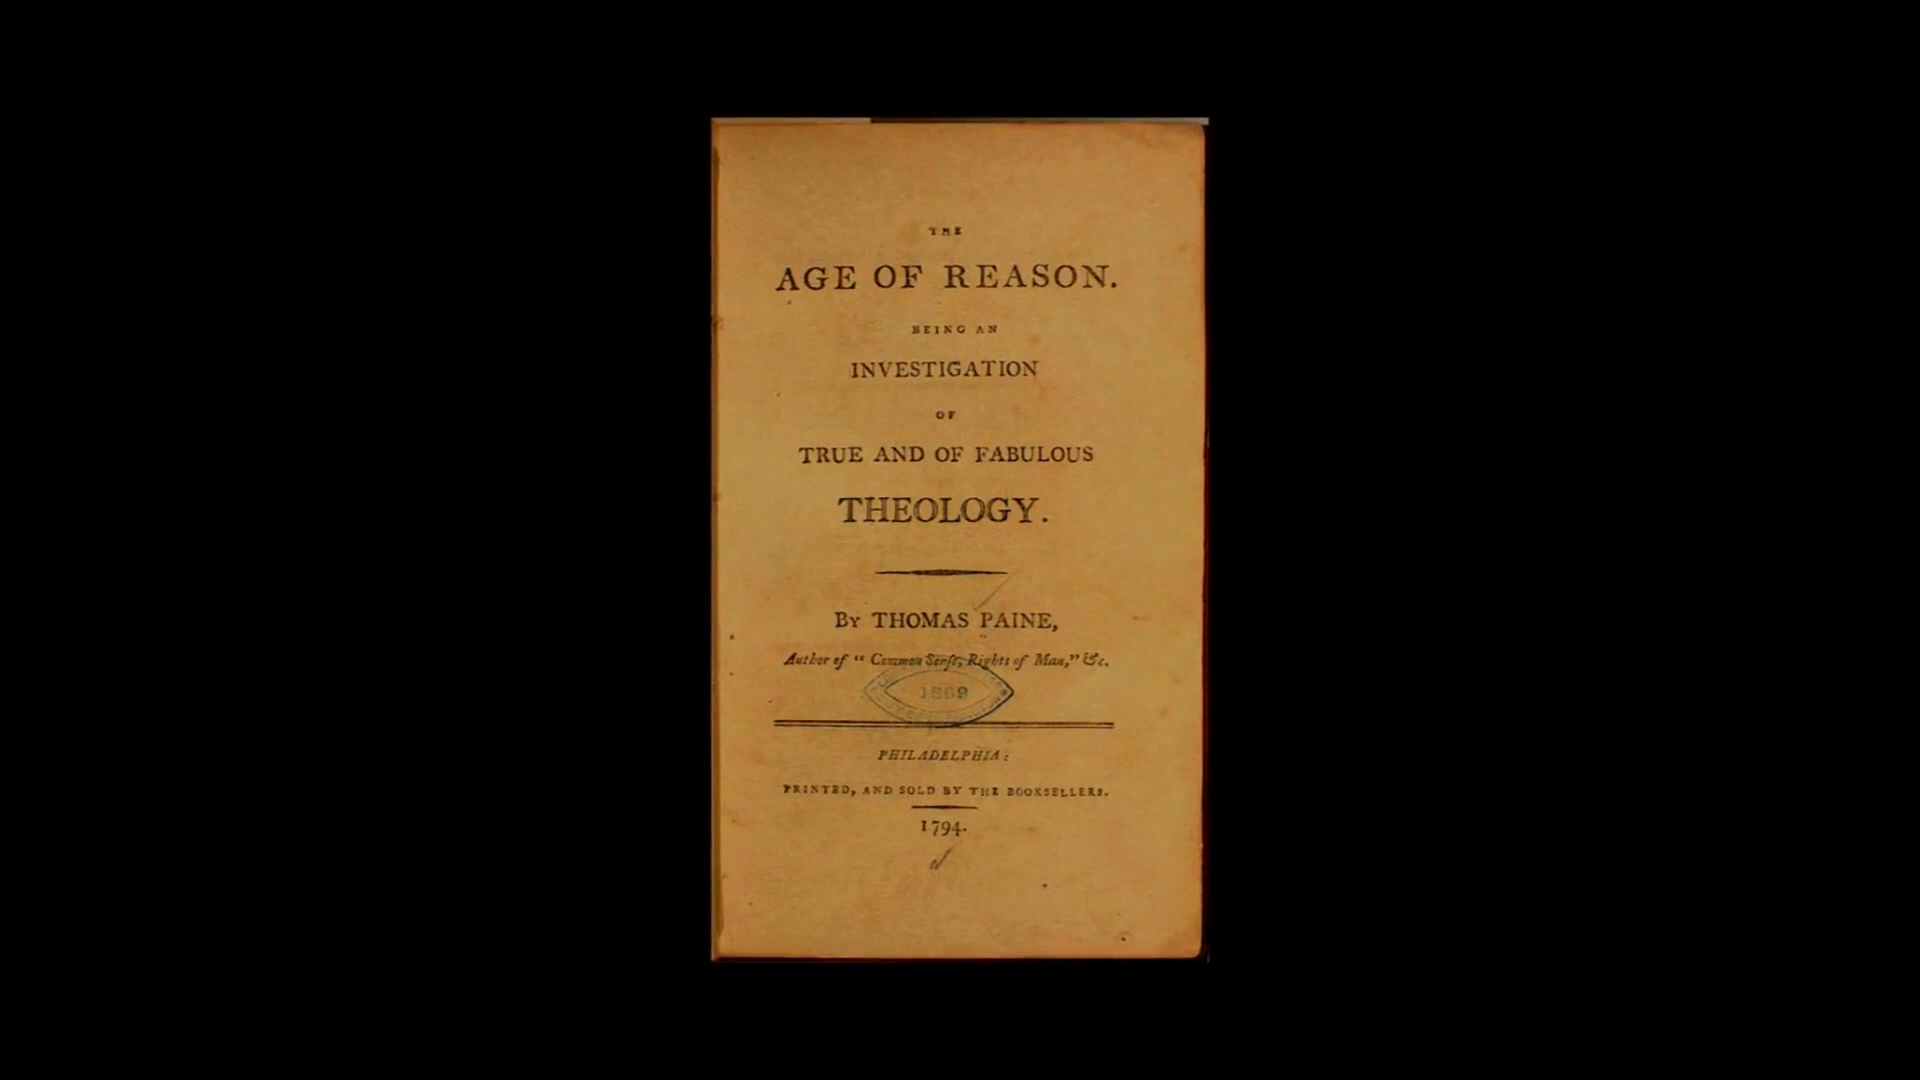 THE
AGE OF REASON.
BEING AN
INVESTIGATION
OF
TRUE AND OF FABULOUS
THEOLOGY.
By THOMAS PAINE,
Author of “ Common Senſe, Rights of Man,” &c.
1869
PHILADELPHIA:
PRINTED, AND SOLD BY THE BOOKSELLERS.
1794.